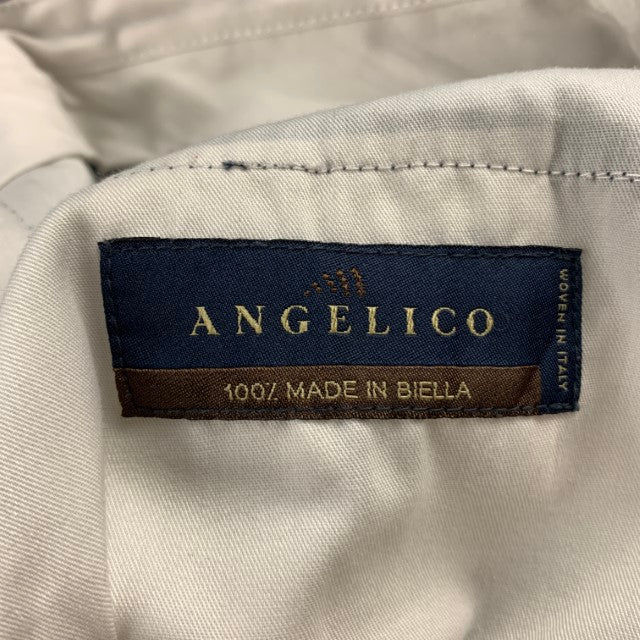 ANGELICO
WOVEN IN ITALY
100% MADE IN BIELLA